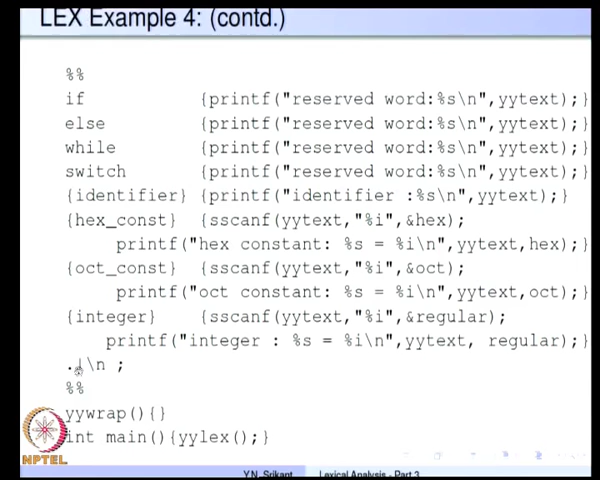 LEX Example 4: (contd.)
%%
if {printf("reserved word:%s\n",yytext);}
else {printf("reserved word:%s\n",yytext);}
while {printf("reserved word:%s\n",yytext);}
switch {printf("reserved word:%s\n",yytext);}
{identifier} {printf("identifier :%s\n",yytext);}
{hex_const} {sscanf(yytext,"%i",&hex);
printf("hex constant: %s = %i\n",yytext,hex);}
{oct_const} {sscanf(yytext,"%i",&oct);
printf("oct constant: %s = %i\n",yytext,oct);}
{integer} {sscanf(yytext,"%i",&regular);
printf("integer : %s = %i\n",yytext, regular);}
.|\n ;
%%
yywrap(){}
int main(){yylex();}
NPTEL
Y.N. Srikant Lexical Analysis - Part 3